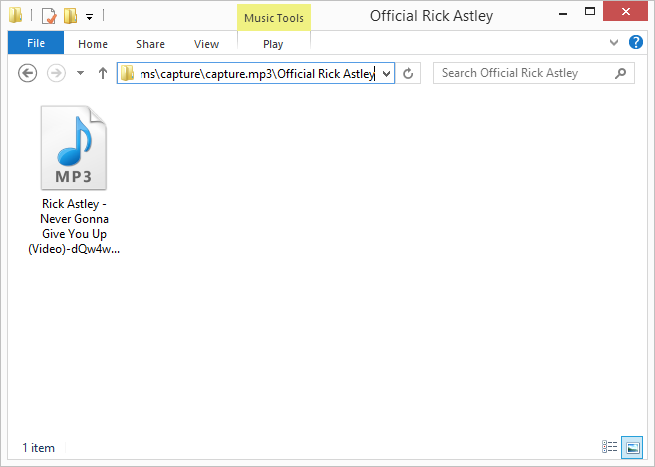 Music Tools
Official Rick Astley
File
Home
Share
View
Play
ms\capture\capture.mp3\Official Rick Astley
Search Official Rick Astley
MP3
Rick Astley -
Never Gonna
Give You Up
(Video)-dQw4w...
1 item